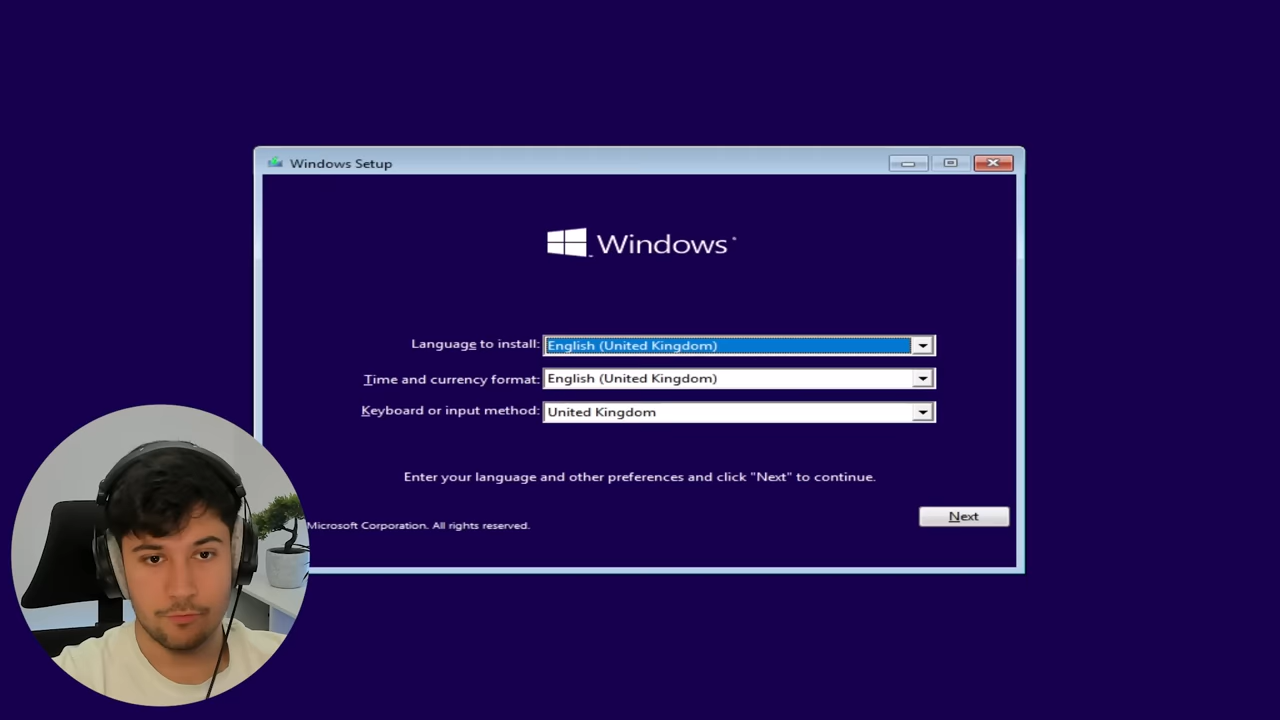 Windows Setup
Windows
Language to install: English (United Kingdom)
Time and currency format: English (United Kingdom)
Keyboard or input method: United Kingdom
Enter your language and other preferences and click "Next" to continue.
Microsoft Corporation. All rights reserved.
Next